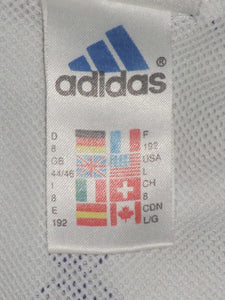 adidas®
D F
8 192
GB USA
44/46 L
I CH
8 8
E CDN
192 L/G